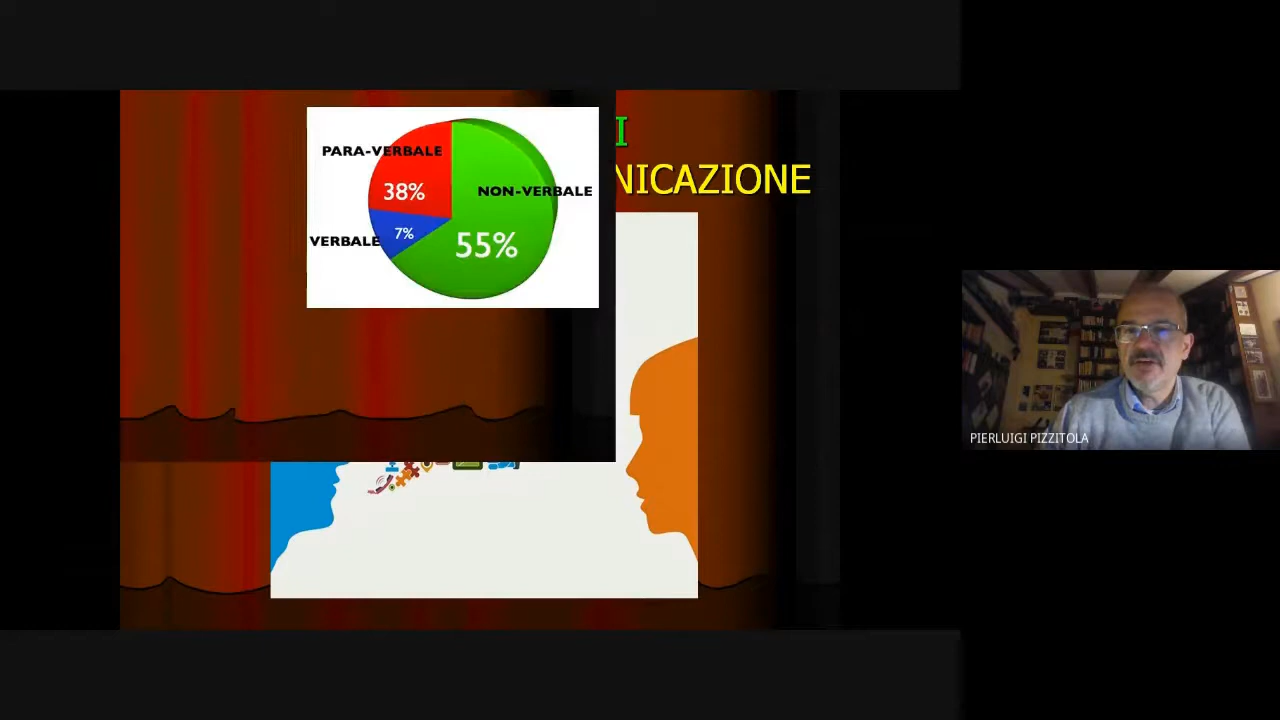 PARA-VERBALE
38%
NON-VERBALE
VERBALE
7%
55%
I
NICAZIONE
PIERLUIGI PIZZITOLA